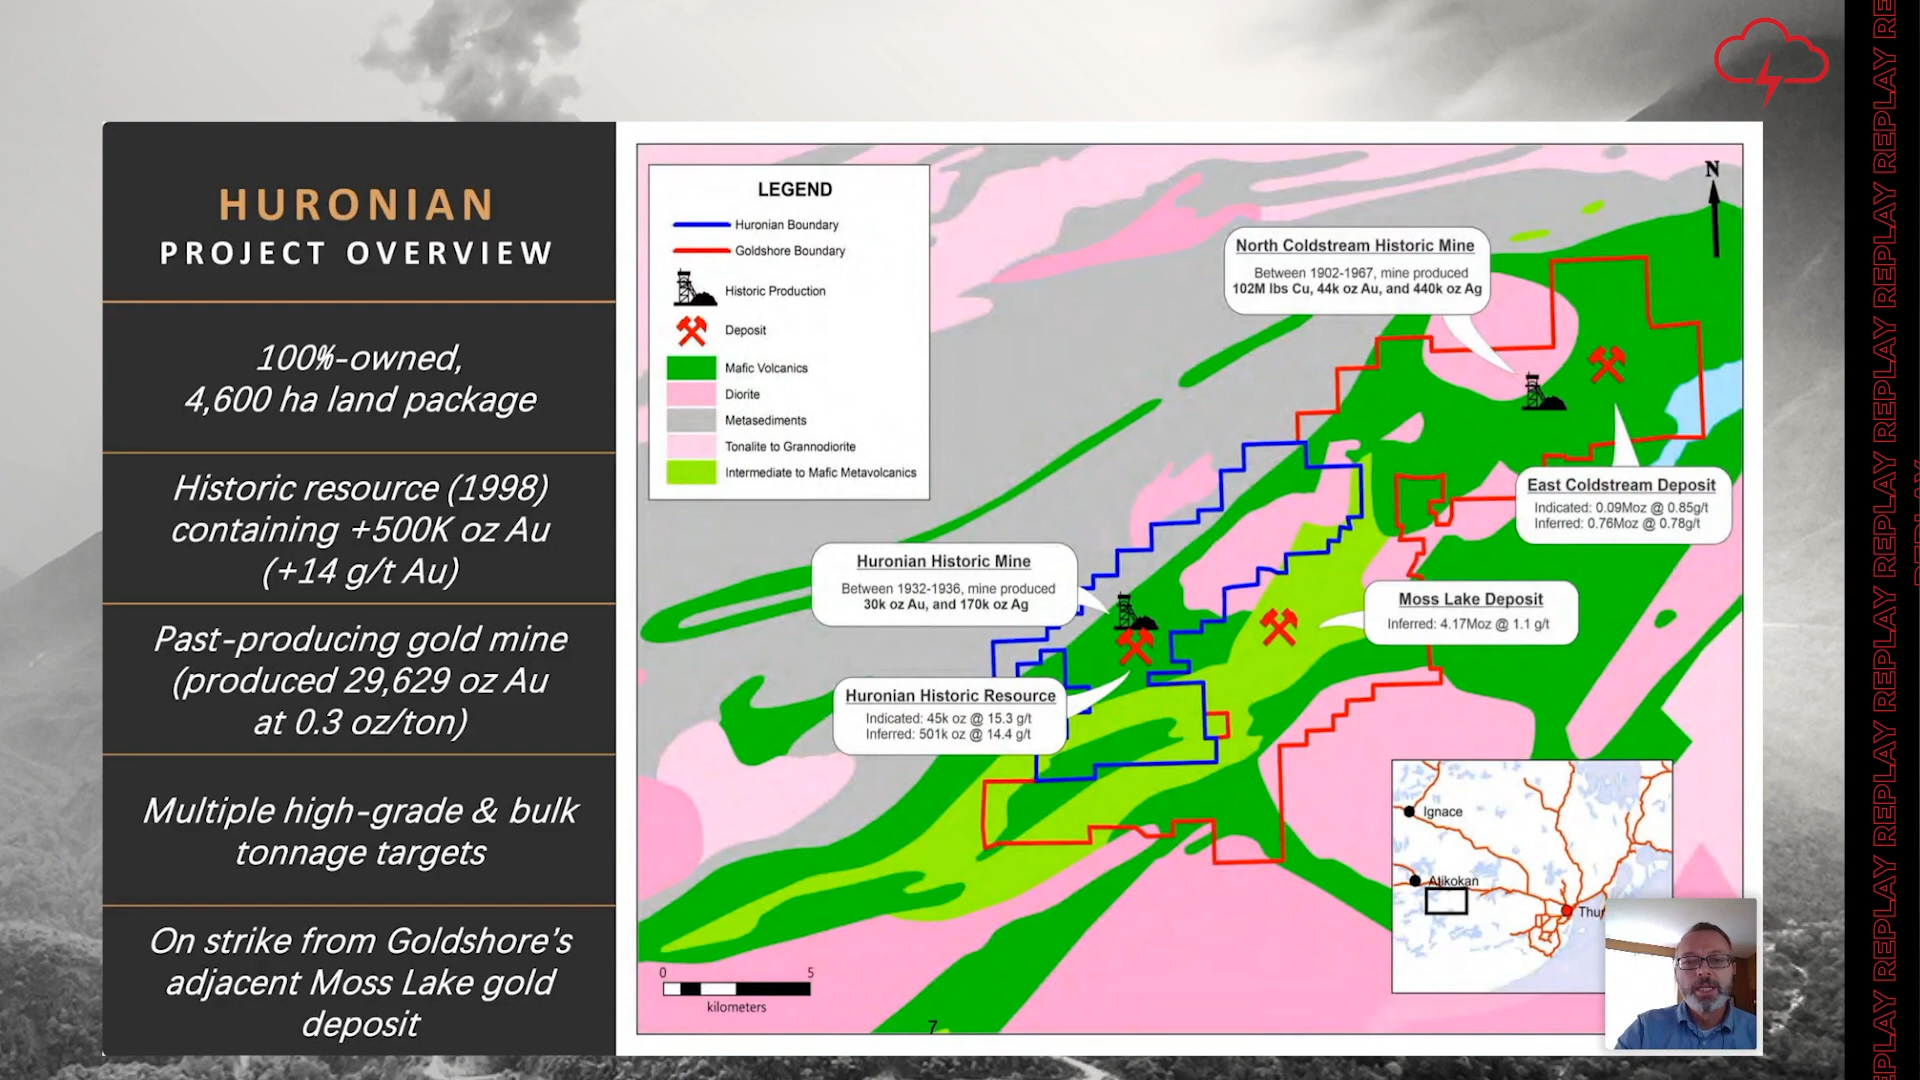 HURONIAN
PROJECT OVERVIEW
100%-owned,
4,600 ha land package
Historic resource (1998)
containing +500K oz Au
(+14 g/t Au)
Past-producing gold mine
(produced 29,629 oz Au
at 0.3 oz/ton)
Multiple high-grade & bulk
tonnage targets
On strike from Goldshore's
adjacent Moss Lake gold
deposit
LEGEND
Huronian Boundary
Goldshore Boundary
Historic Production
Deposit
Mafic Volcanics
Diorite
Metasediments
Tonalite to Grannodiorite
Intermediate to Mafic Metavolcanics
N
North Coldstream Historic Mine
Between 1902-1967, mine produced
102M lbs Cu, 44k oz Au, and 440k oz Ag
East Coldstream Deposit
Indicated: 0.09Moz @ 0.85g/t
Inferred: 0.76Moz @ 0.78g/t
Huronian Historic Mine
Between 1932-1936, mine produced
30k oz Au, and 170k oz Ag
Moss Lake Deposit
Inferred: 4.17Moz @ 1.1 g/t
Huronian Historic Resource
Indicated: 45k oz @ 15.3 g/t
Inferred: 501k oz @ 14.4 g/t
Ignace
Atikokan
Thu
0 5
kilometers
7
REPLAY REPLAY REPLAY REPLAY REPLAY REPLAY REPLAY REPLAY REPLAY REPLAY